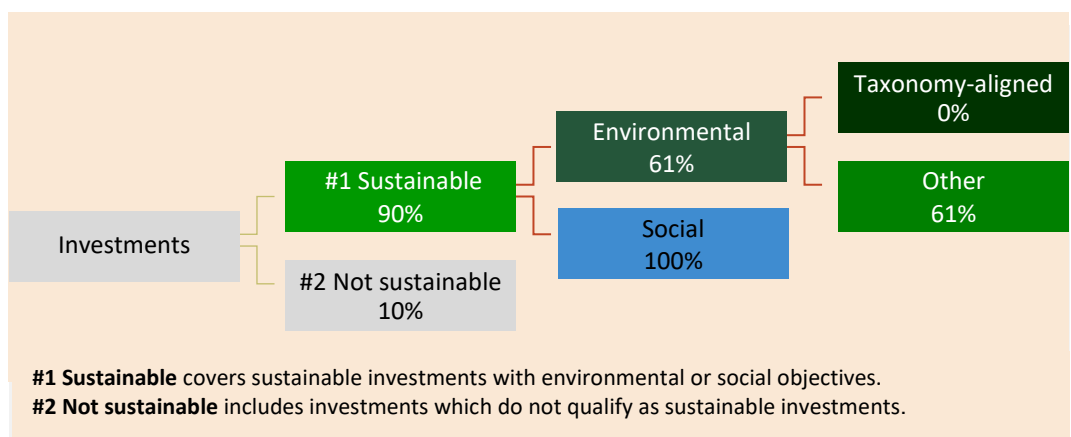 Investments
#1 Sustainable
90%
#2 Not sustainable
10%
Environmental
61%
Social
100%
Taxonomy-aligned
0%
Other
61%
#1 Sustainable covers sustainable investments with environmental or social objectives.
#2 Not sustainable includes investments which do not qualify as sustainable investments.